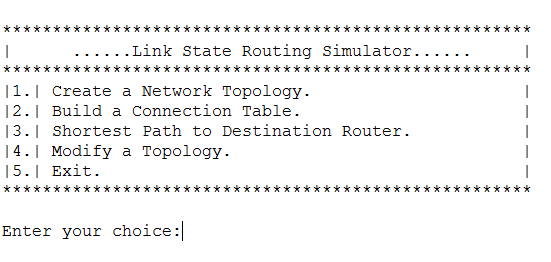 *****************************************************
|      ......Link State Routing Simulator......     |
*****************************************************
|1.| Create a Network Topology.                     |
|2.| Build a Connection Table.                      |
|3.| Shortest Path to Destination Router.           |
|4.| Modify a Topology.                             |
|5.| Exit.                                          |
*****************************************************
Enter your choice: